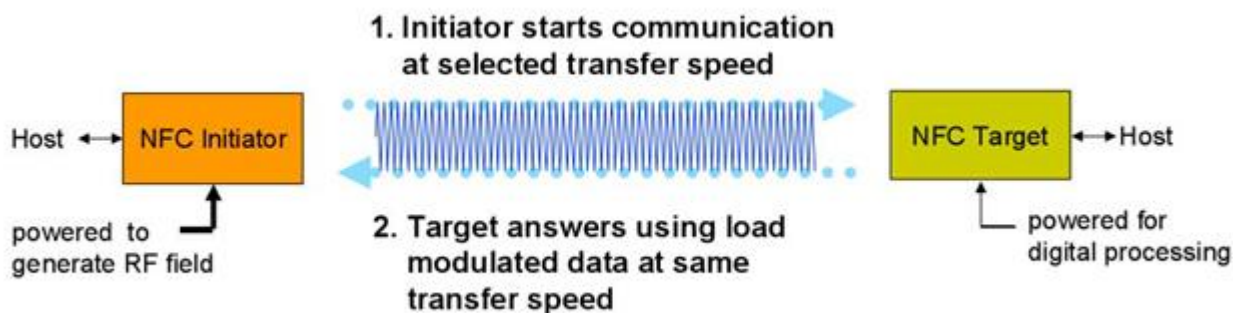 1. Initiator starts communication
at selected transfer speed
Host
NFC Initiator
NFC Target
Host
powered to
generate RF field
2. Target answers using load
modulated data at same
transfer speed
powered for
digital processing